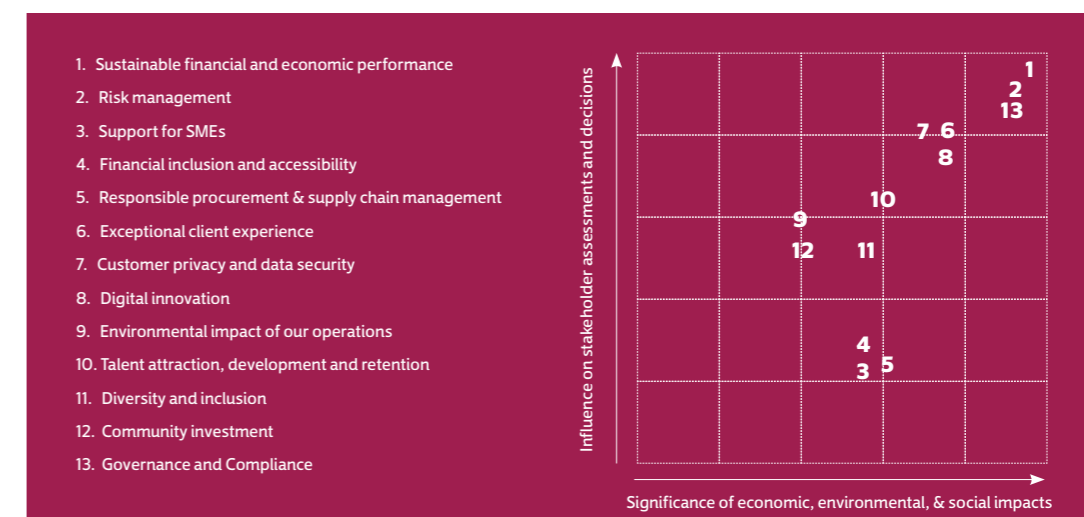 1. Sustainable financial and economic performance
2. Risk management
3. Support for SMEs
4. Financial inclusion and accessibility
5. Responsible procurement & supply chain management
6. Exceptional client experience
7. Customer privacy and data security
8. Digital innovation
9. Environmental impact of our operations
10. Talent attraction, development and retention
11. Diversity and inclusion
12. Community investment
13. Governance and Compliance
Influence on stakeholder assessments and decisions
1
2
13
7 6
8
10
9
12 11
4
3 5
Significance of economic, environmental, & social impacts